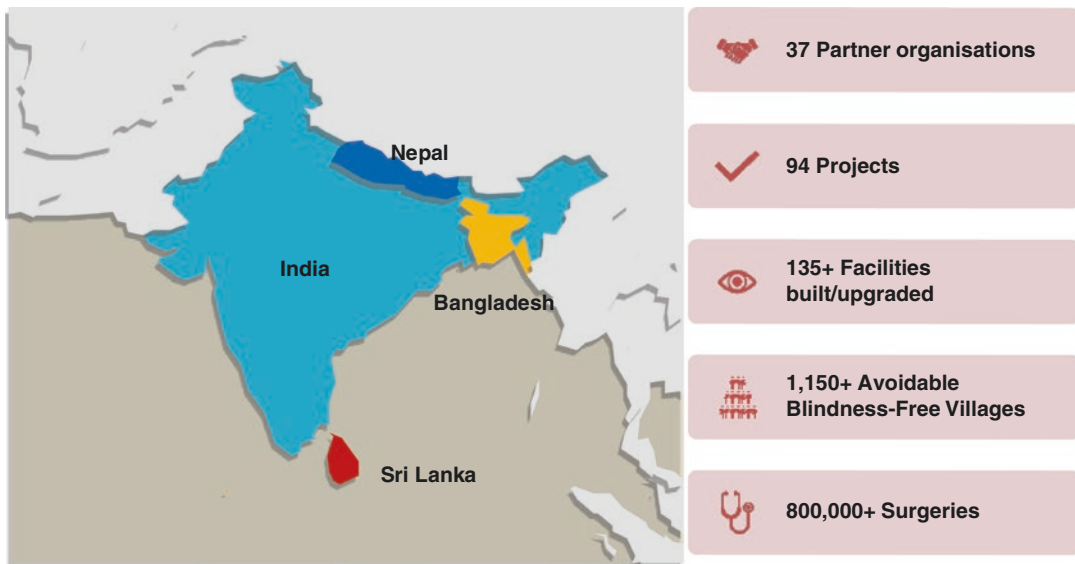 Nepal
India
Bangladesh
Sri Lanka
37 Partner organisations
94 Projects
135+ Facilities
built/upgraded
1,150+ Avoidable
Blindness-Free Villages
800,000+ Surgeries